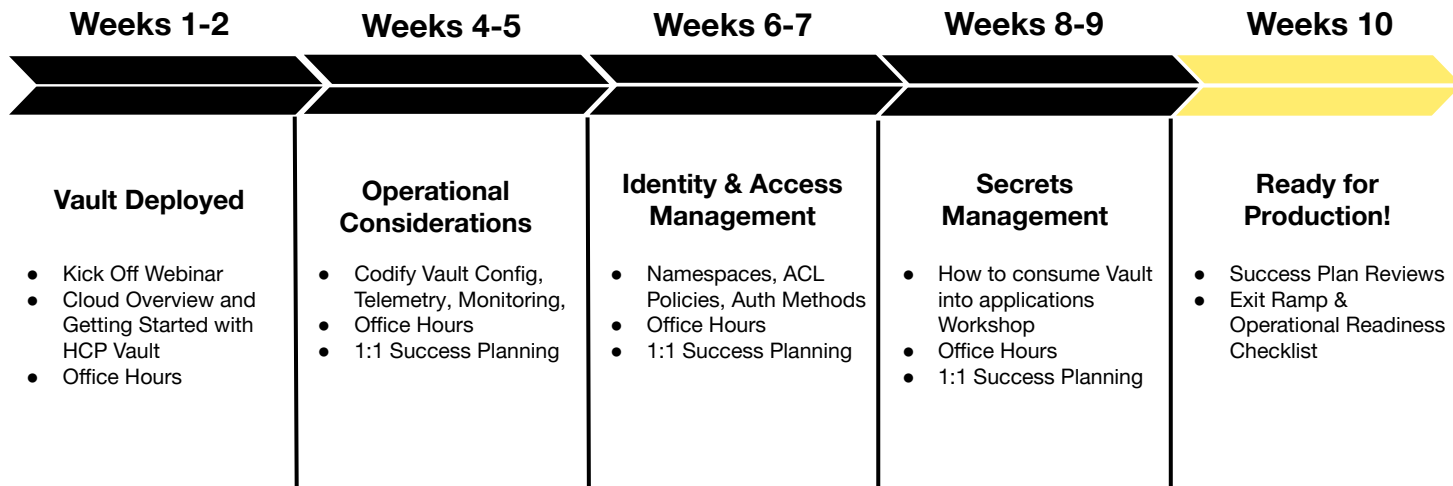 Weeks 1-2
Weeks 4-5
Weeks 6-7
Weeks 8-9
Weeks 10
Vault Deployed
● Kick Off Webinar
● Cloud Overview and
Getting Started with
HCP Vault
● Office Hours
Operational
Considerations
● Codify Vault Config,
Telemetry, Monitoring,
● Office Hours
● 1:1 Success Planning
Identity & Access
Management
● Namespaces, ACL
Policies, Auth Methods
● Office Hours
● 1:1 Success Planning
Secrets
Management
● How to consume Vault
into applications
Workshop
● Office Hours
● 1:1 Success Planning
Ready for
Production!
● Success Plan Reviews
● Exit Ramp &
Operational Readiness
Checklist